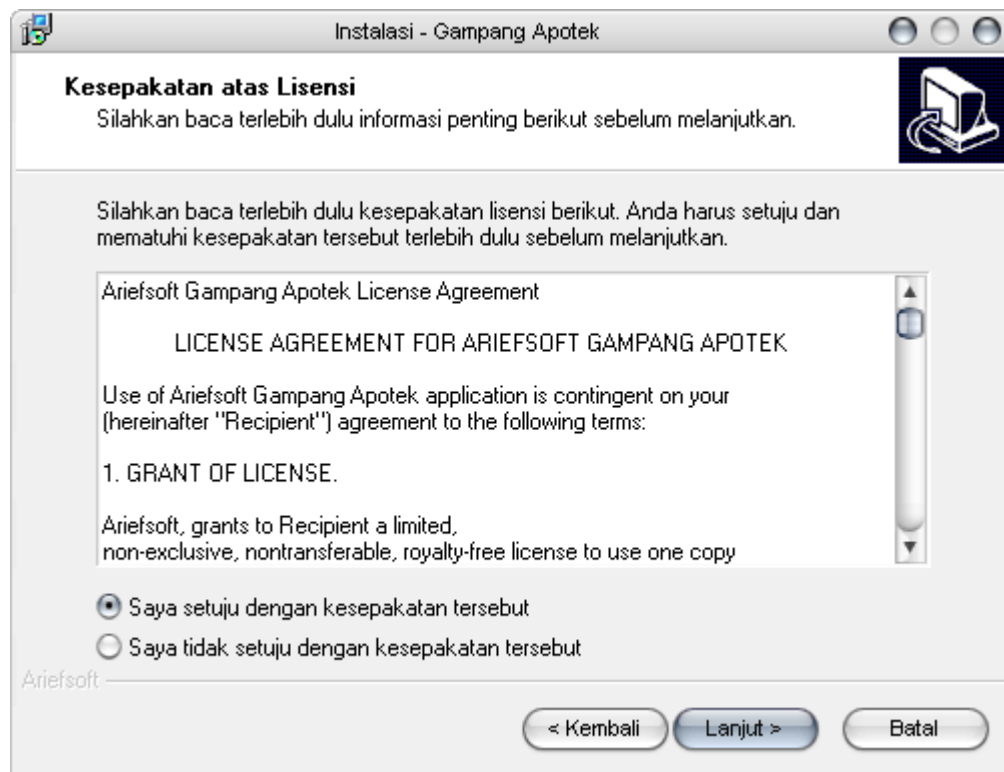 Instalasi - Gampang Apotek
Kesepakatan atas Lisensi
Silahkan baca terlebih dulu informasi penting berikut sebelum melanjutkan.
Silahkan baca terlebih dulu kesepakatan lisensi berikut. Anda harus setuju dan
mematuhi kesepakatan tersebut terlebih dulu sebelum melanjutkan.
Ariefsoft Gampang Apotek License Agreement
LICENSE AGREEMENT FOR ARIEFSOFT GAMPANG APOTEK
Use of Ariefsoft Gampang Apotek application is contingent on your
(hereinafter "Recipient") agreement to the following terms:
1. GRANT OF LICENSE.
Ariefsoft, grants to Recipient a limited,
non-exclusive, nontransferable, royalty-free license to use one copy
Saya setuju dengan kesepakatan tersebut
Saya tidak setuju dengan kesepakatan tersebut
Ariefsoft
< Kembali
Lanjut >
Batal